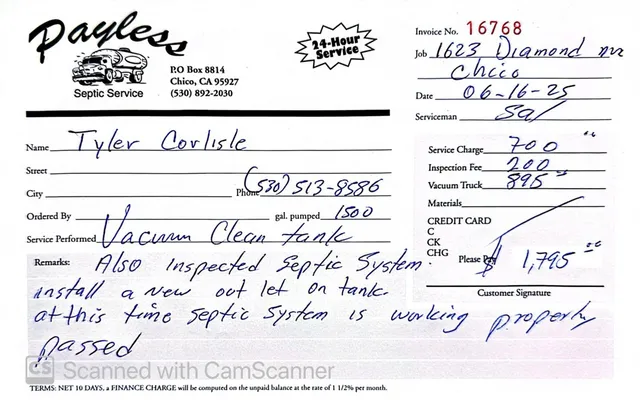 Payless
Septic Service
P.O Box 8814
Chico, CA 95927
(530) 892-2030
24-Hour
Service
Invoice No. 16768
Job 1623 Diamond Ave
Chico
Date 06-16-25
Serviceman Sal
Name Tyler Corlisle
Street
City Phone (530) 513-8586
Ordered By gal. pumped 1500
Service Performed Vacuum Clean tank
Service Charge 700 00
Inspection Fee 200
Vacuum Truck 895
Materials
CREDIT CARD
C
CK
CHG Please Pay $ 1,795 00
Customer Signature
Remarks: Also Inspected Septic System.
install a new out let on tank.
at this time septic System is working properly
passed
CS Scanned with CamScanner
TERMS: NET 10 DAYS, a FINANCE CHARGE will be computed on the unpaid balance at the rate of 1 1/2% per month.